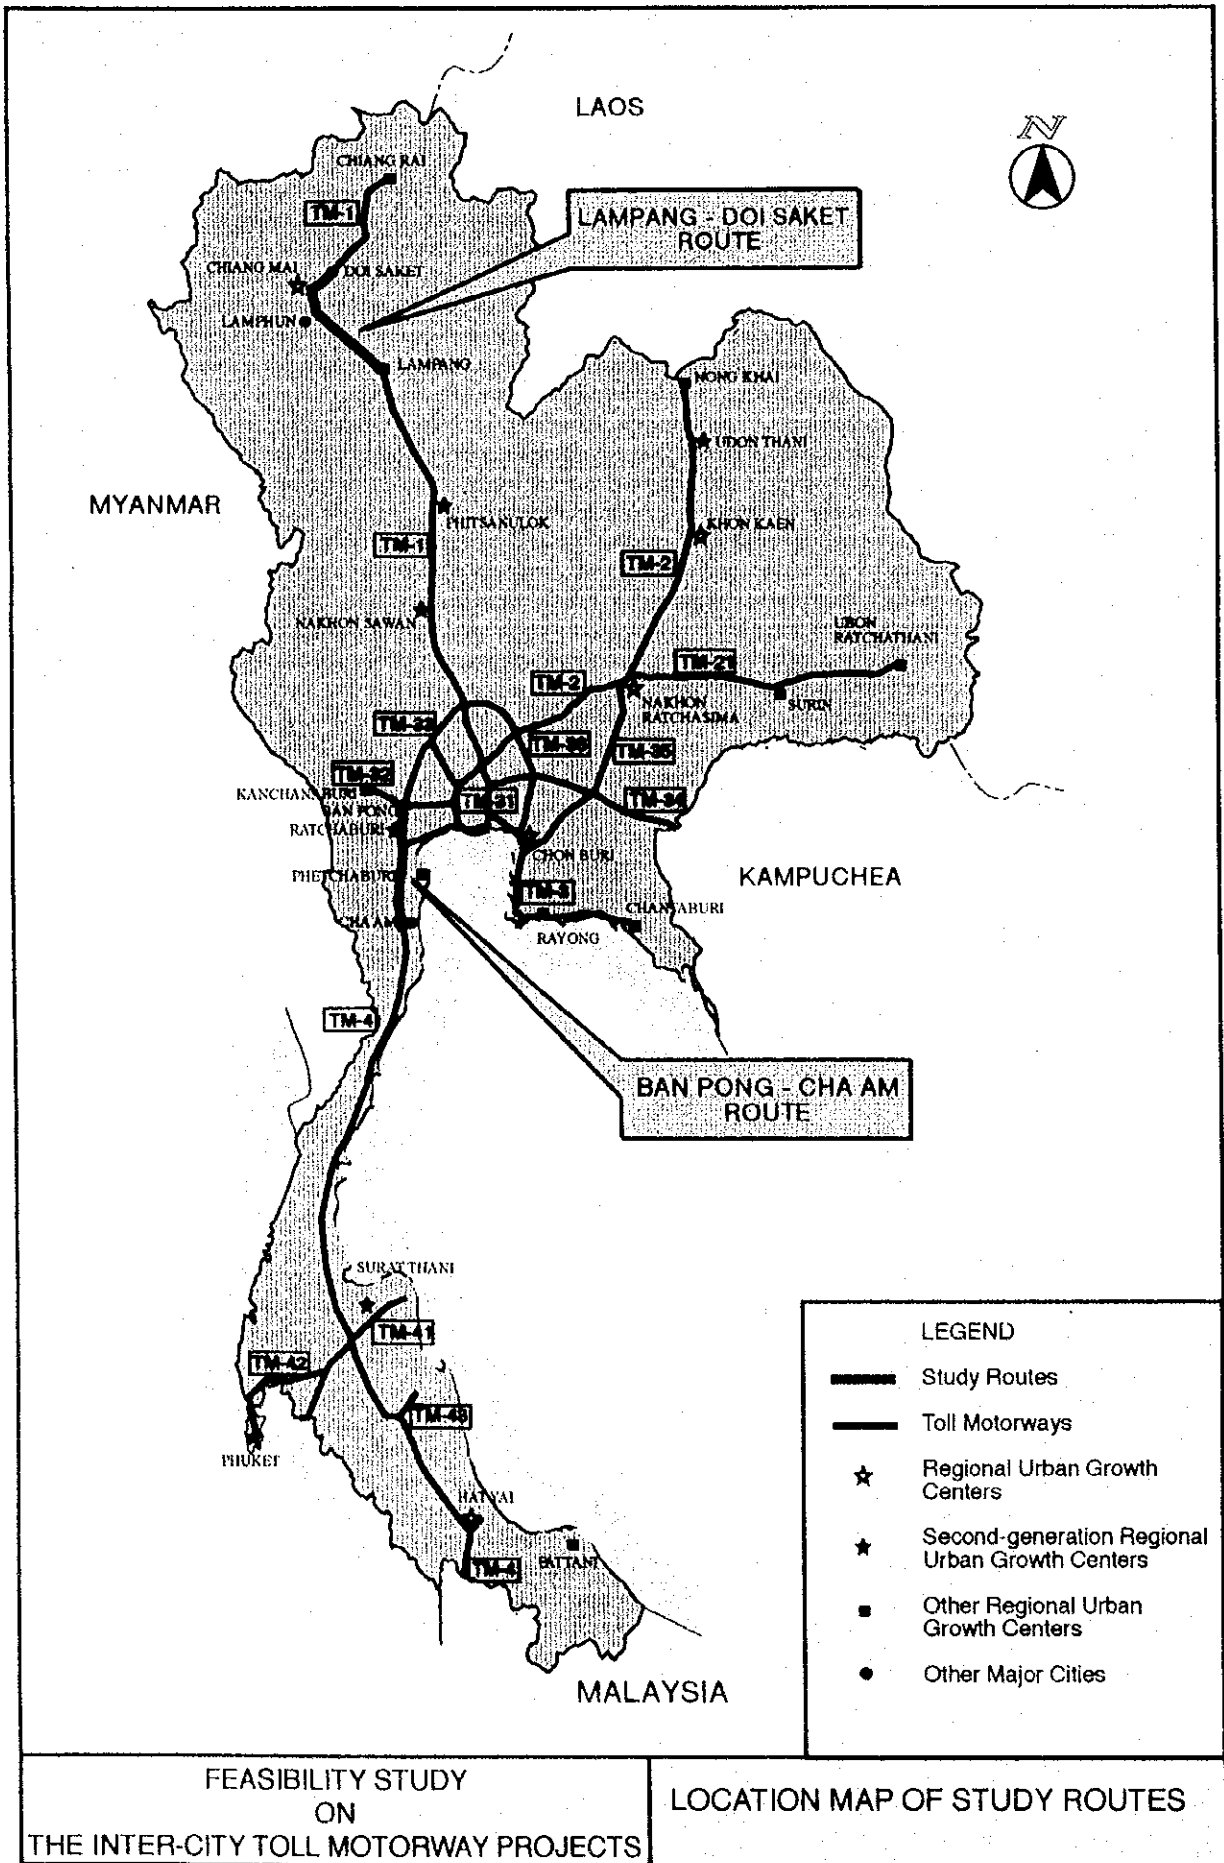 LAOS
N
CHIANG RAI
TM-1
LAMPANG - DOI SAKET
ROUTE
CHIANG MAI
DOI SAKET
LAMPHUN
LAMPANG
NONG KHAI
UDON THANI
MYANMAR
PHITSANULOK
KHON KAEN
TM-1
TM-2
NAKHON SAWAN
UBON
RATCHATHANI
TM-21
TM-2
NAKHON
RATCHASIMA
SURIN
TM-33
TM-35
TM-32
KANCHANABURI
BAN PONG
TM-31
TM-34
RATCHABURI
CHON BURI
PHETCHABURI
KAMPUCHEA
TM-3
CHANTABURI
CHA AM
RAYONG
TM-4
BAN PONG - CHA AM
ROUTE
SURAT THANI
TM-41
TM-42
PHUKET
HAT YAI
PATTANI
TM-4
MALAYSIA
LEGEND
Study Routes
Toll Motorways
Regional Urban Growth
Centers
Second-generation Regional
Urban Growth Centers
Other Regional Urban
Growth Centers
Other Major Cities
FEASIBILITY STUDY
ON
THE INTER-CITY TOLL MOTORWAY PROJECTS
LOCATION MAP OF STUDY ROUTES